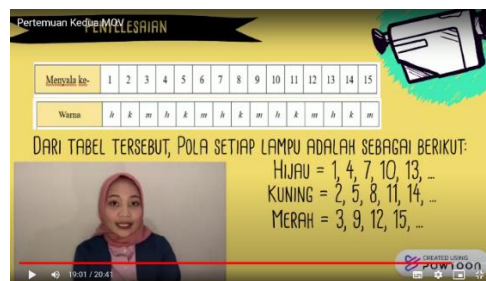 Pertemuan Kedua.MOV
PENYELESAIAN
Menyala ke- 1 2 3 4 5 6 7 8 9 10 11 12 13 14 15
Warna h k m h k m h k m h k m h k m
DARI TABEL TERSEBUT, POLA SETIAP LAMPU ADALAH SEBAGAI BERIKUT:
HIJAU = 1, 4, 7, 10, 13, ...
KUNING = 2, 5, 8, 11, 14, ...
MERAH = 3, 9, 12, 15, ...
CREATED USING
POWTOON
19:01 / 20:41